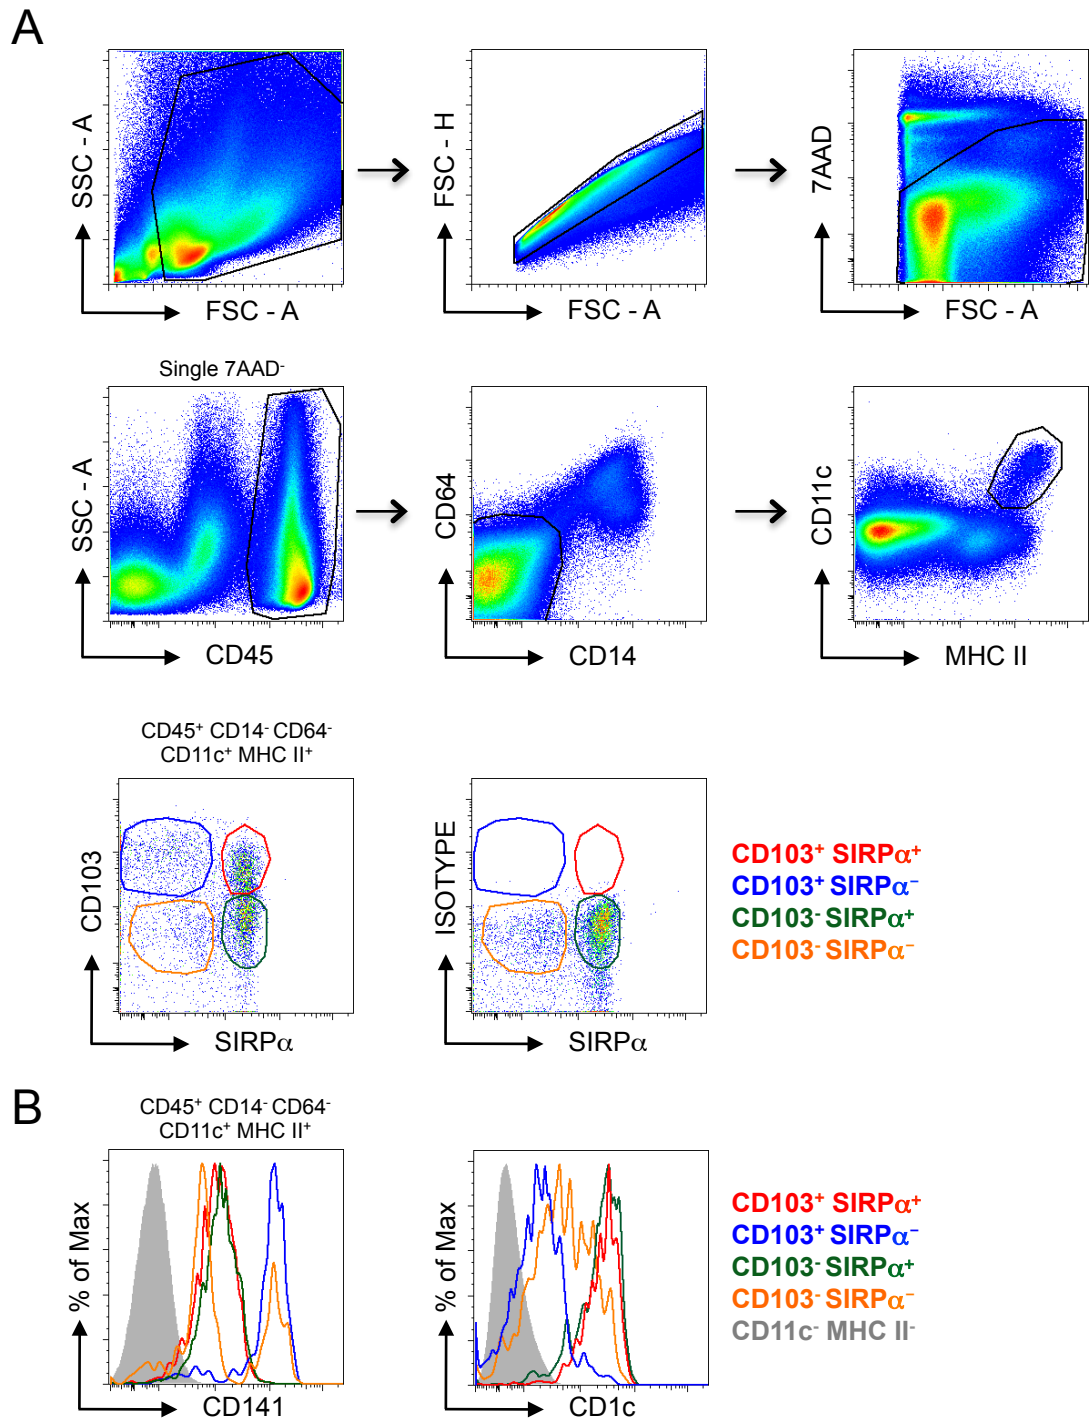 A
SSC - A
FSC - A
FSC - H
FSC - A
7AAD
FSC - A
Single 7AAD⁻
SSC - A
CD45
CD64
CD14
CD11c
MHC II
CD45⁺ CD14⁻ CD64⁻
CD11c⁺ MHC II⁺
CD103
SIRPα
ISOTYPE
SIRPα
CD103⁺ SIRPα⁺
CD103⁺ SIRPα⁻
CD103⁻ SIRPα⁺
CD103⁻ SIRPα⁻
B
CD45⁺ CD14⁻ CD64⁻
CD11c⁺ MHC II⁺
% of Max
CD141
% of Max
CD1c
CD103⁺ SIRPα⁺
CD103⁺ SIRPα⁻
CD103⁻ SIRPα⁺
CD103⁻ SIRPα⁻
CD11c⁻ MHC II⁻